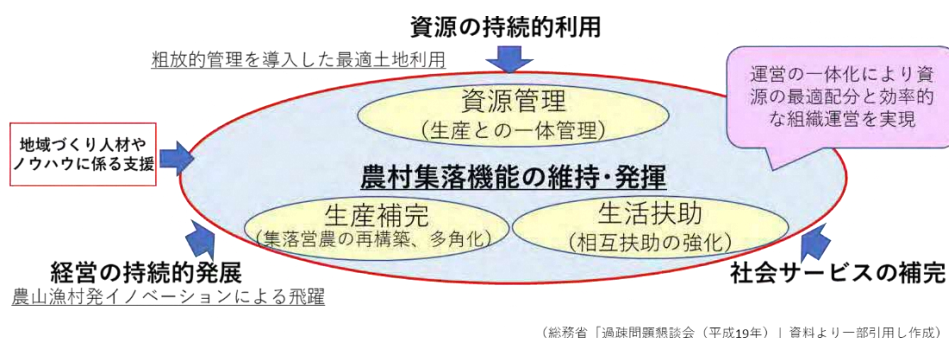 資源の持続的利用
粗放的管理を導入した最適土地利用
資源管理
(生産との一体管理)
運営の一体化により資
源の最適配分と効率的
な組織運営を実現
地域づくり人材や
ノウハウに係る支援
農村集落機能の維持・発揮
生産補完
(集落営農の再構築、多角化)
生活扶助
(相互扶助の強化)
経営の持続的発展
農山漁村発イノベーションによる飛躍
社会サービスの補完
(総務省「過疎問題懇談会（平成19年）」資料より一部引用し作成)